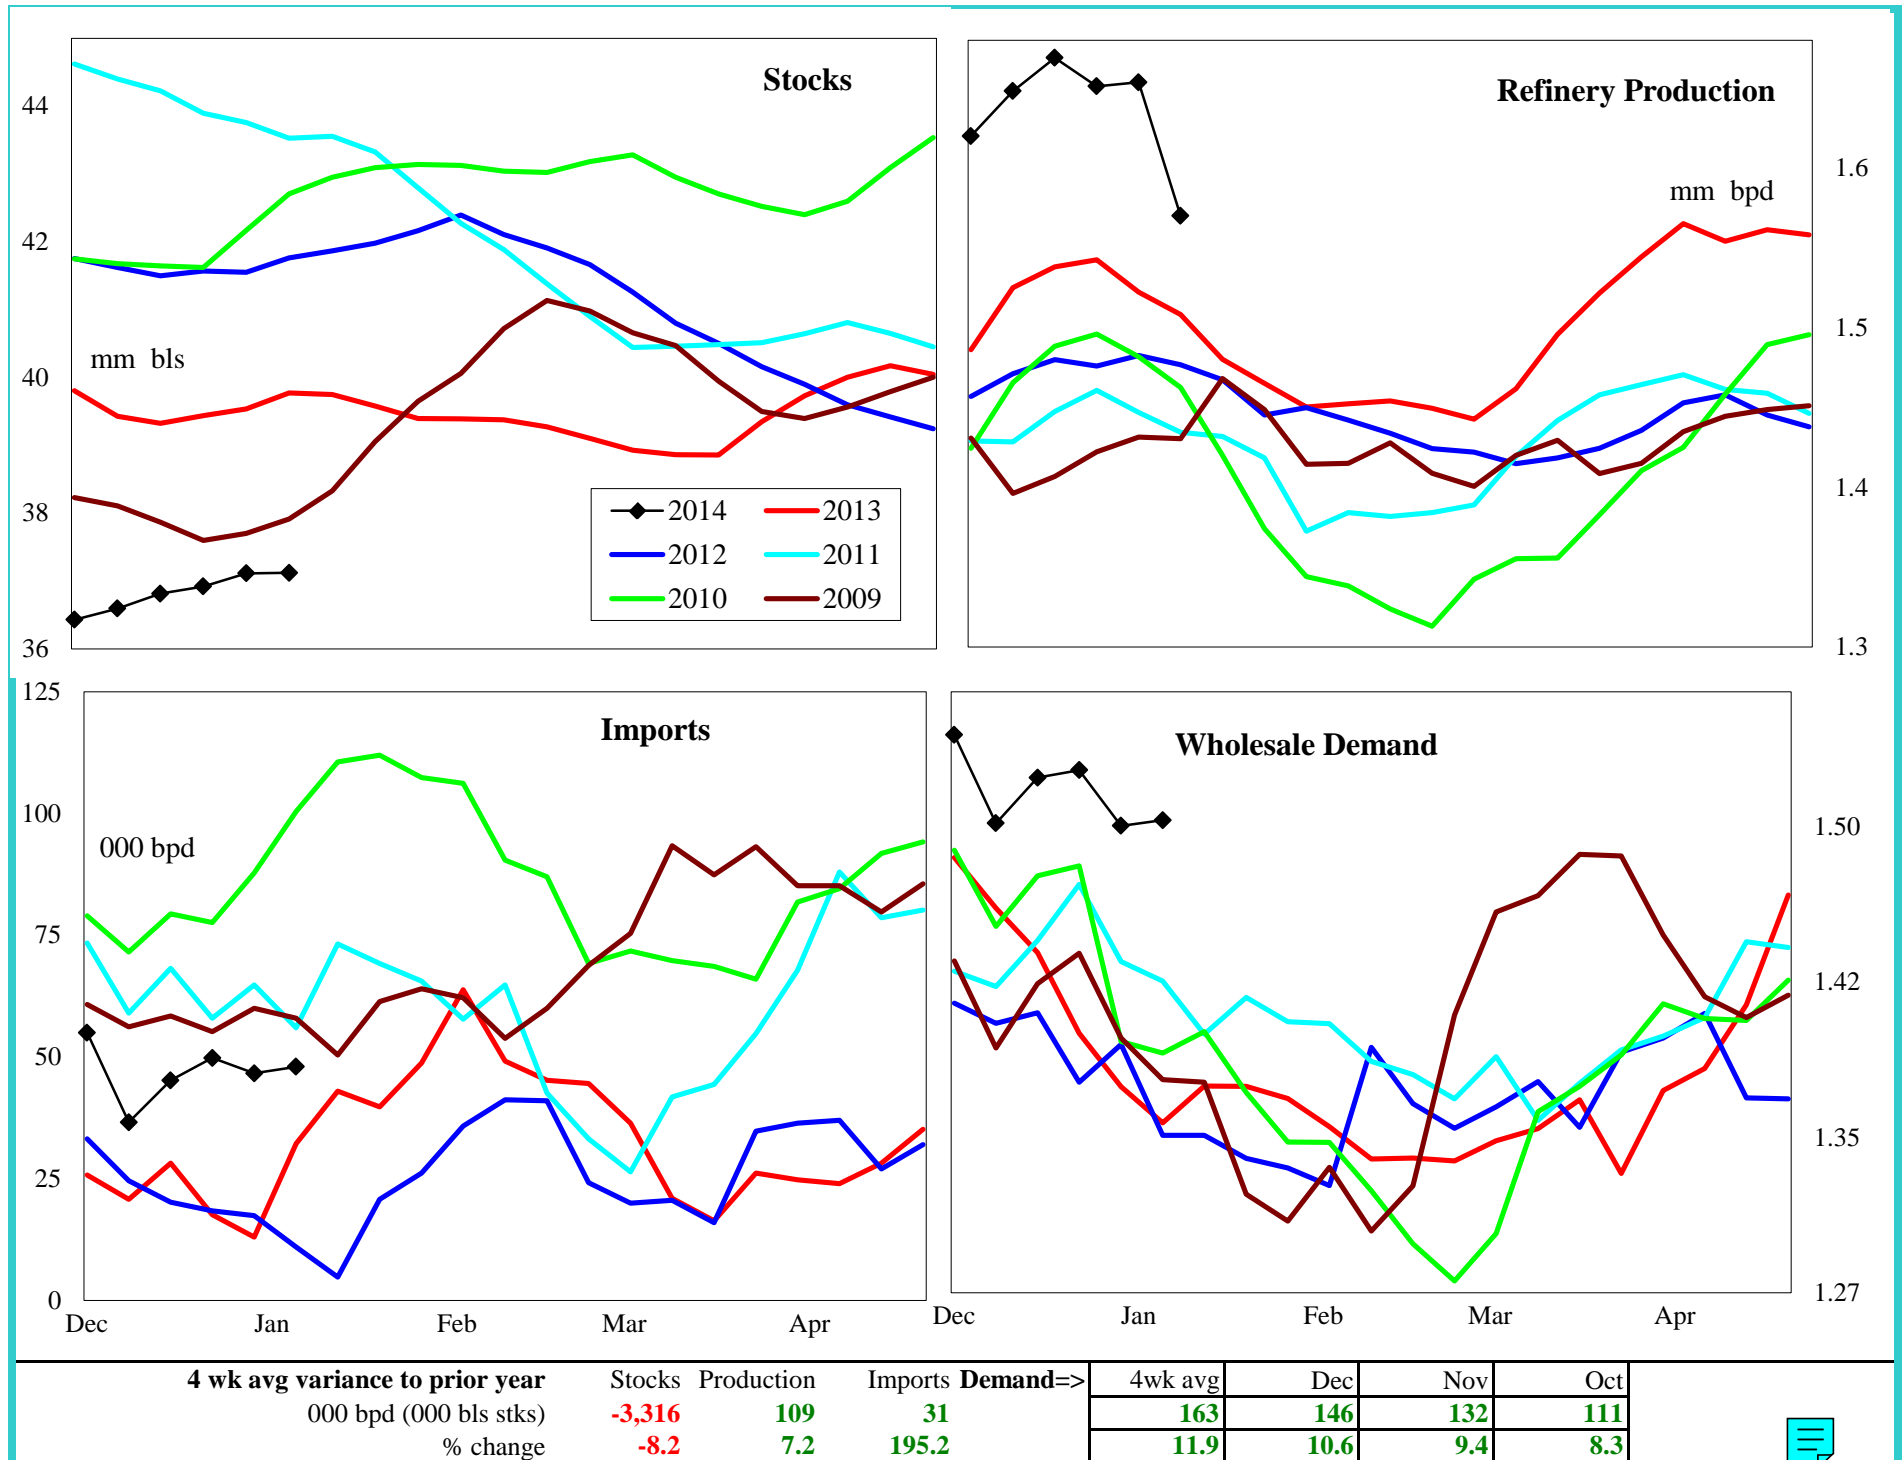 Stocks
44
42
40
38
36
mm bls
2014 2013
2012 2011
2010 2009
Refinery Production
mm bpd
1.6
1.5
1.4
1.3
Imports
125
100
75
50
25
0
000 bpd
Dec Jan Feb Mar Apr
Wholesale Demand
1.50
1.42
1.35
1.27
Dec Jan Feb Mar Apr
4 wk avg variance to prior year Stocks Production Imports Demand=> 4wk avg Dec Nov Oct
000 bpd (000 bls stks) -3,316 109 31 163 146 132 111
% change -8.2 7.2 195.2 11.9 10.6 9.4 8.3